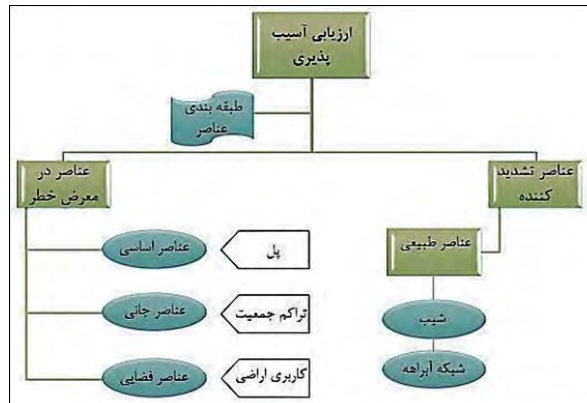 ارزیابی آسیب
پذیری
طبقه بندی
عناصر
عناصر تشدید
کننده
عناصر در
معرض خطر
عناصر طبیعی
شیب
شبکه آبراهه
پل
عناصر اساسی
تراکم جمعیت
عناصر جانی
کاربری اراضی
عناصر فضایی